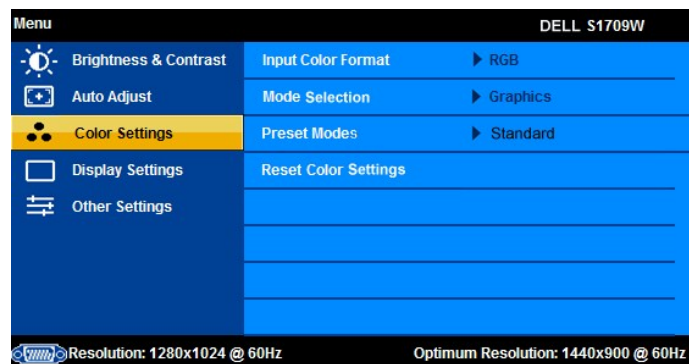 Menu DELL S1709W
Brightness & Contrast Input Color Format RGB
Auto Adjust Mode Selection Graphics
Color Settings Preset Modes Standard
Display Settings Reset Color Settings
Other Settings
Resolution: 1280x1024 @ 60Hz Optimum Resolution: 1440x900 @ 60Hz